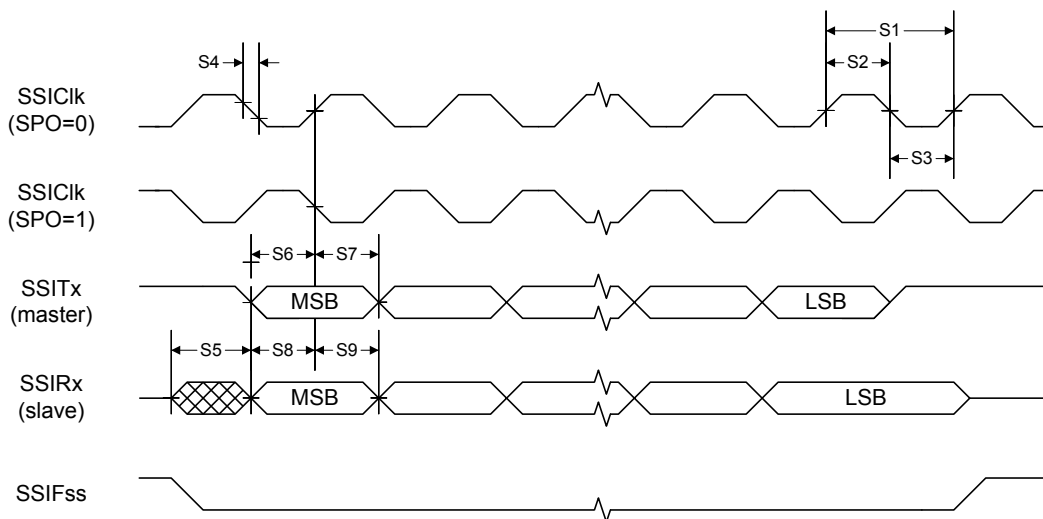 S1
S4
S2
SSIClk
(SPO=0)
S3
SSIClk
(SPO=1)
S6
S7
SSITx
(master)
MSB
LSB
S5
S8
S9
SSIRx
(slave)
MSB
LSB
SSIFss